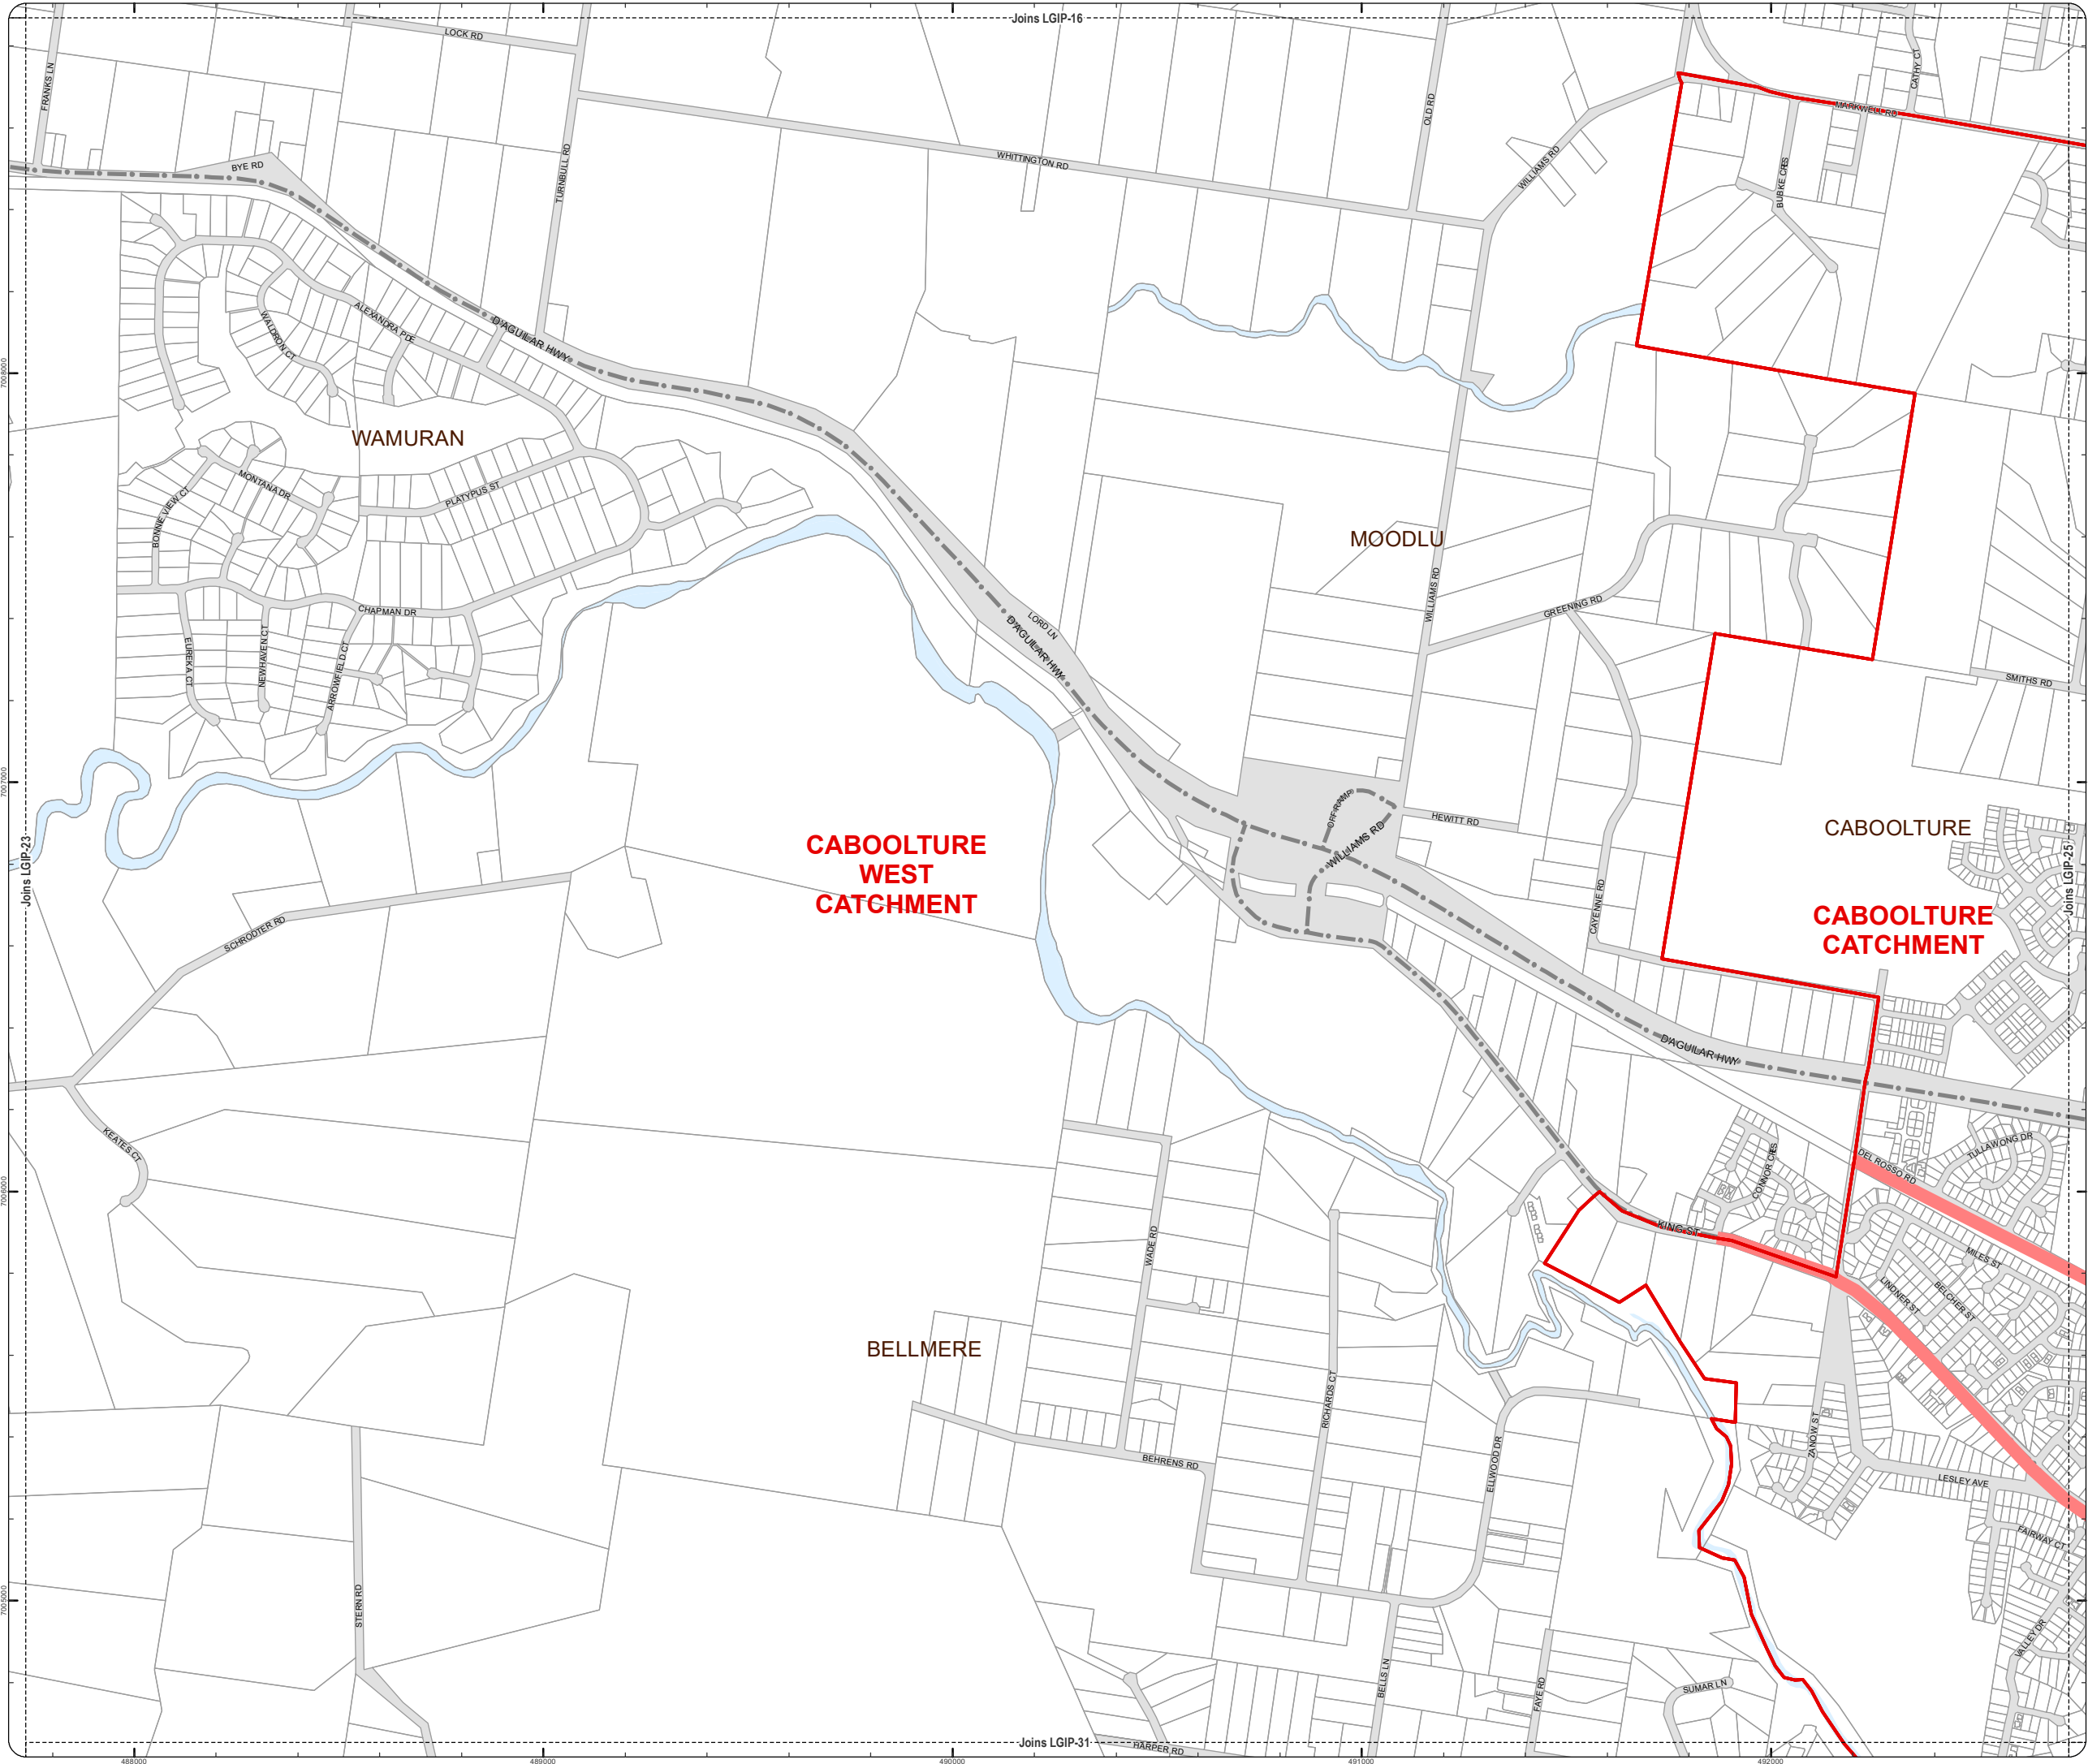 Joins LGIP-16
LOCK RD
FRANKS LN
CATHY CT
OLD RD
MARKWELL RD
BYE RD
TURNBULL RD
WHITTINGTON RD
WILLIAMS RD
BURKE CRES
ALEXANDRA PDE
WALDRON CT
D'AGUILAR HWY
7008000
WAMURAN
MONTANA DR
PLATYPUS ST
BONNIE VIEW CT
MOODLU
WILLIAMS RD
GREENING RD
CHAPMAN DR
LORD LN
D'AGUILAR HWY
EUREKA CT
NEWHAVEN CT
ARROWFIELD CT
SMITHS RD
7007000
OFF RAMP
WILLIAMS RD
HEWITT RD
CABOOLTURE
CABOOLTURE
WEST
CATCHMENT
Joins LGIP-23
Joins LGIP-25
CAYENNE RD
CABOOLTURE
CATCHMENT
SCHRODTER RD
D'AGUILAR HWY
KEATES CT
TULLAWONG DR
DEL ROSSO RD
CONNOR CRES
7006000
KING ST
WADE RD
MILES ST
LINDNER ST
BELCHER ST
BELLMERE
RICHARDS CT
ZANOW ST
ELLWOOD DR
BEHRENS RD
LESLEY AVE
FAIRWAY CT
7005000
STERN RD
VALLEY DR
BELLS LN
FAYE RD
SUMAR LN
Joins LGIP-31
HARPER RD
488000
489000
490000
491000
492000